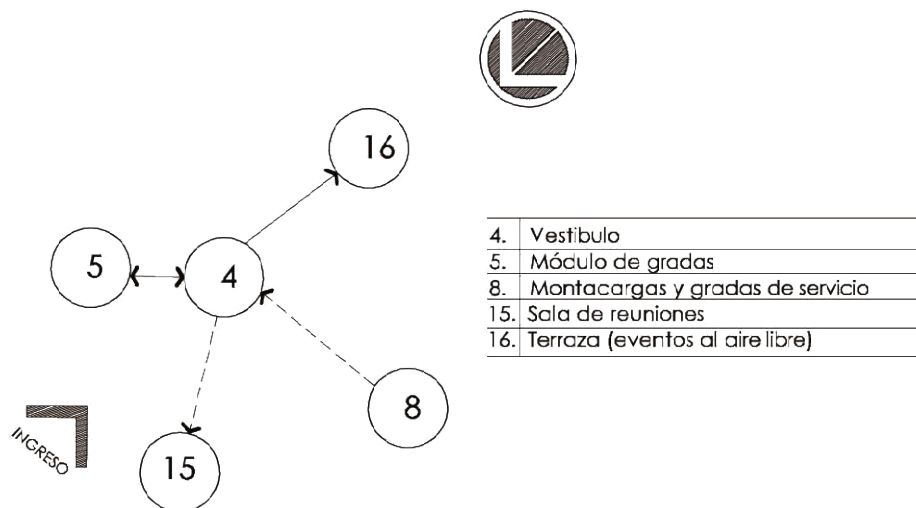 16
5
4
8
15
INGRESO
4. Vestibulo
5. Módulo de gradas
8. Montacargas y gradas de servicio
15. Sala de reuniones
16. Terraza (eventos al aire libre)